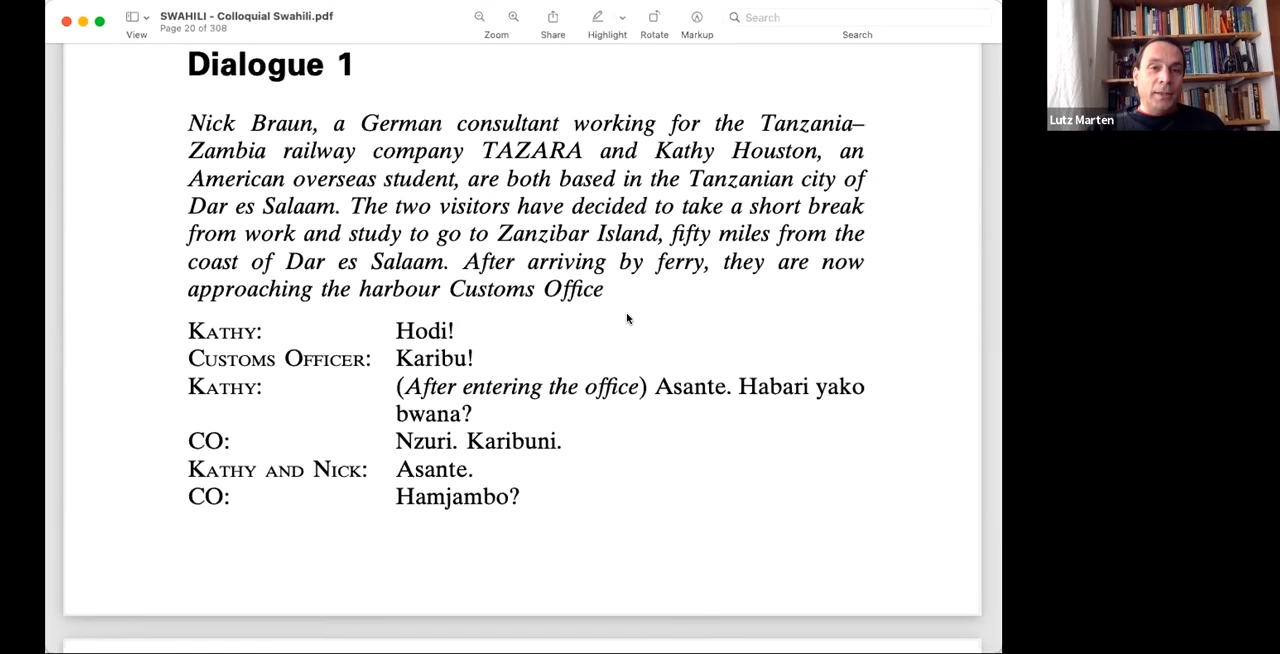 SWAHILI - Colloquial Swahili.pdf
Page 20 of 308
View
Zoom
Share
Highlight
Rotate
Markup
Search
Search
Lutz Marten
Dialogue 1
Nick Braun, a German consultant working for the Tanzania–
Zambia railway company TAZARA and Kathy Houston, an
American overseas student, are both based in the Tanzanian city of
Dar es Salaam. The two visitors have decided to take a short break
from work and study to go to Zanzibar Island, fifty miles from the
coast of Dar es Salaam. After arriving by ferry, they are now
approaching the harbour Customs Office
KATHY: Hodi!
CUSTOMS OFFICER: Karibu!
KATHY: (After entering the office) Asante. Habari yako
bwana?
CO: Nzuri. Karibuni.
KATHY AND NICK: Asante.
CO: Hamjambo?